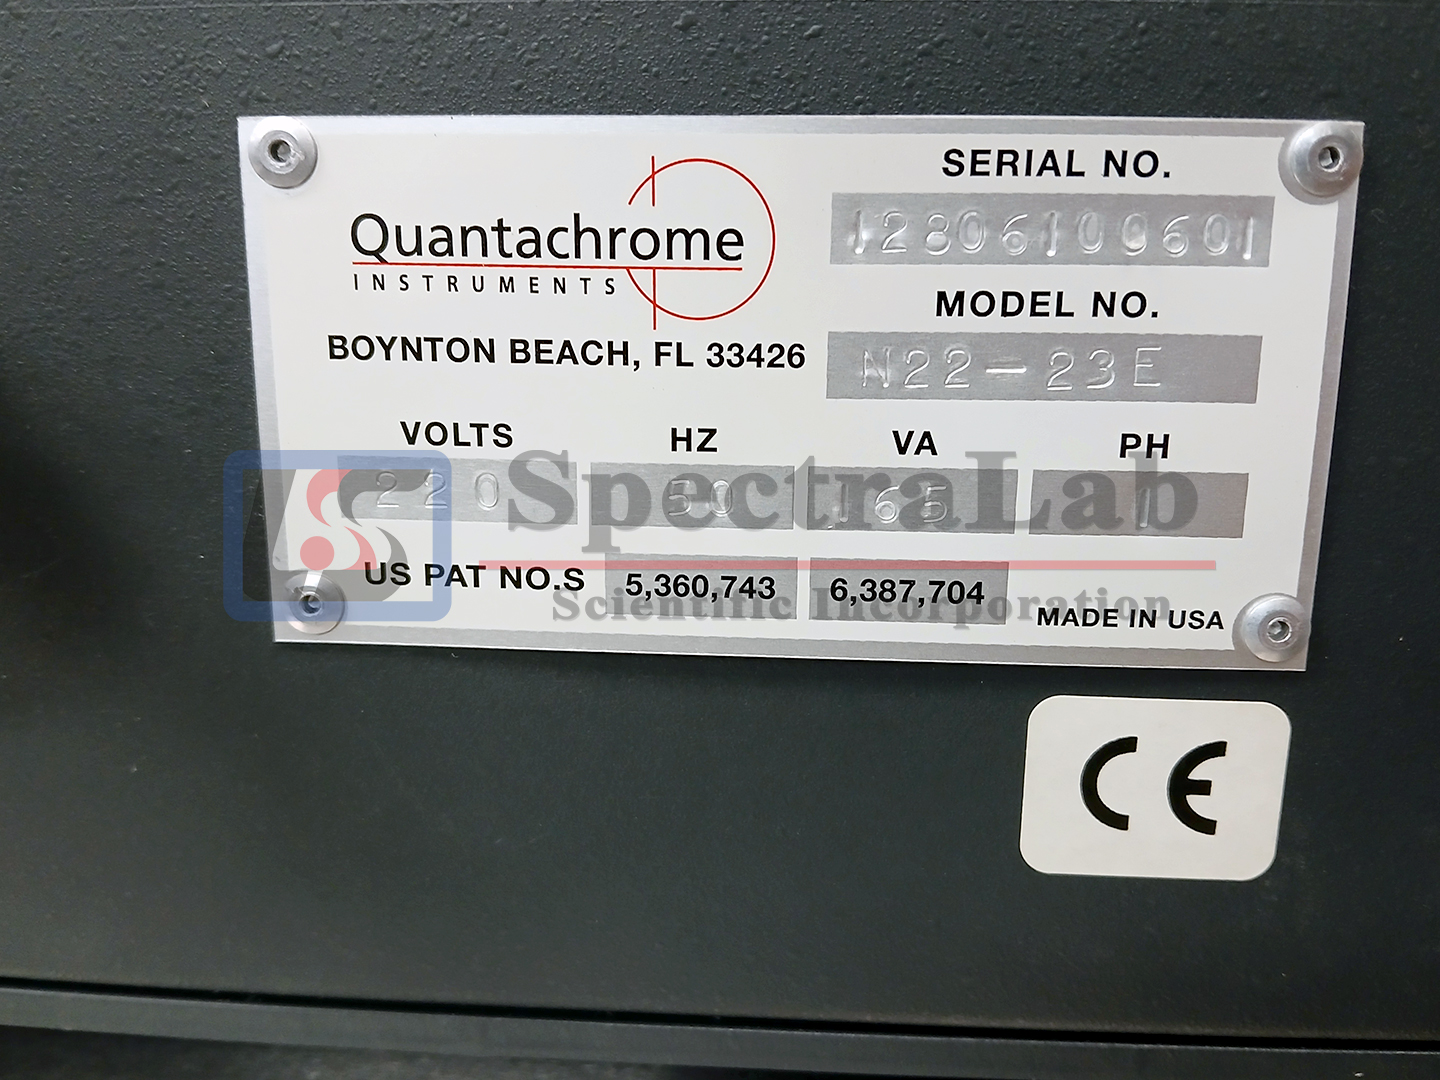 Quantachrome
INSTRUMENTS
BOYNTON BEACH, FL 33426
SERIAL NO.
12806100601
MODEL NO.
N22-23E
VOLTS HZ VA PH
220 50 165 1
US PAT NO.S 5,360,743 6,387,704
MADE IN USA
SpectraLab
Scientific Incorporation
CE